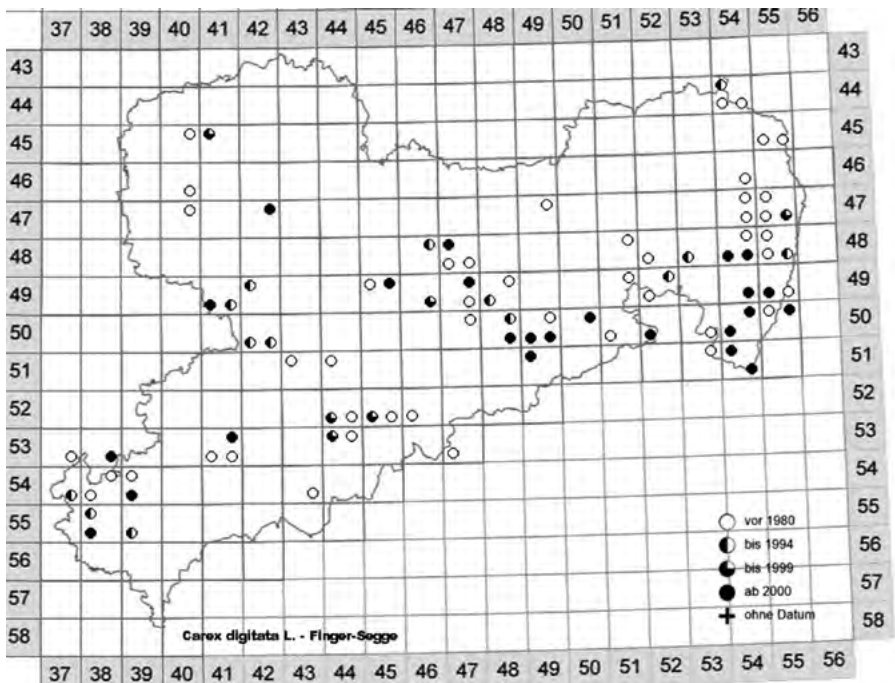 37 38 39 40 41 42 43 44 45 46 47 48 49 50 51 52 53 54 55 56
43 43
44 44
45 45
46 46
47 47
48 48
49 49
50 50
51 51
52 52
53 53
54 54
55 55
56 56
57 57
58 58
vor 1980
bis 1994
bis 1999
ab 2000
ohne Datum
Carex digitata L. - Finger-Segge
37 38 39 40 41 42 43 44 45 46 47 48 49 50 51 52 53 54 55 56